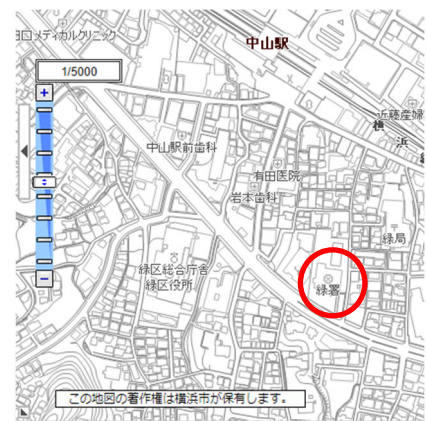 中山駅
メディカルクリニック
1/5000
+
近藤産婦
横
浜
中山駅前歯科
有田医院
岩本歯科
緑局
緑区総合庁舎
緑区役所
緑署
−
この地図の著作権は横浜市が保有します。